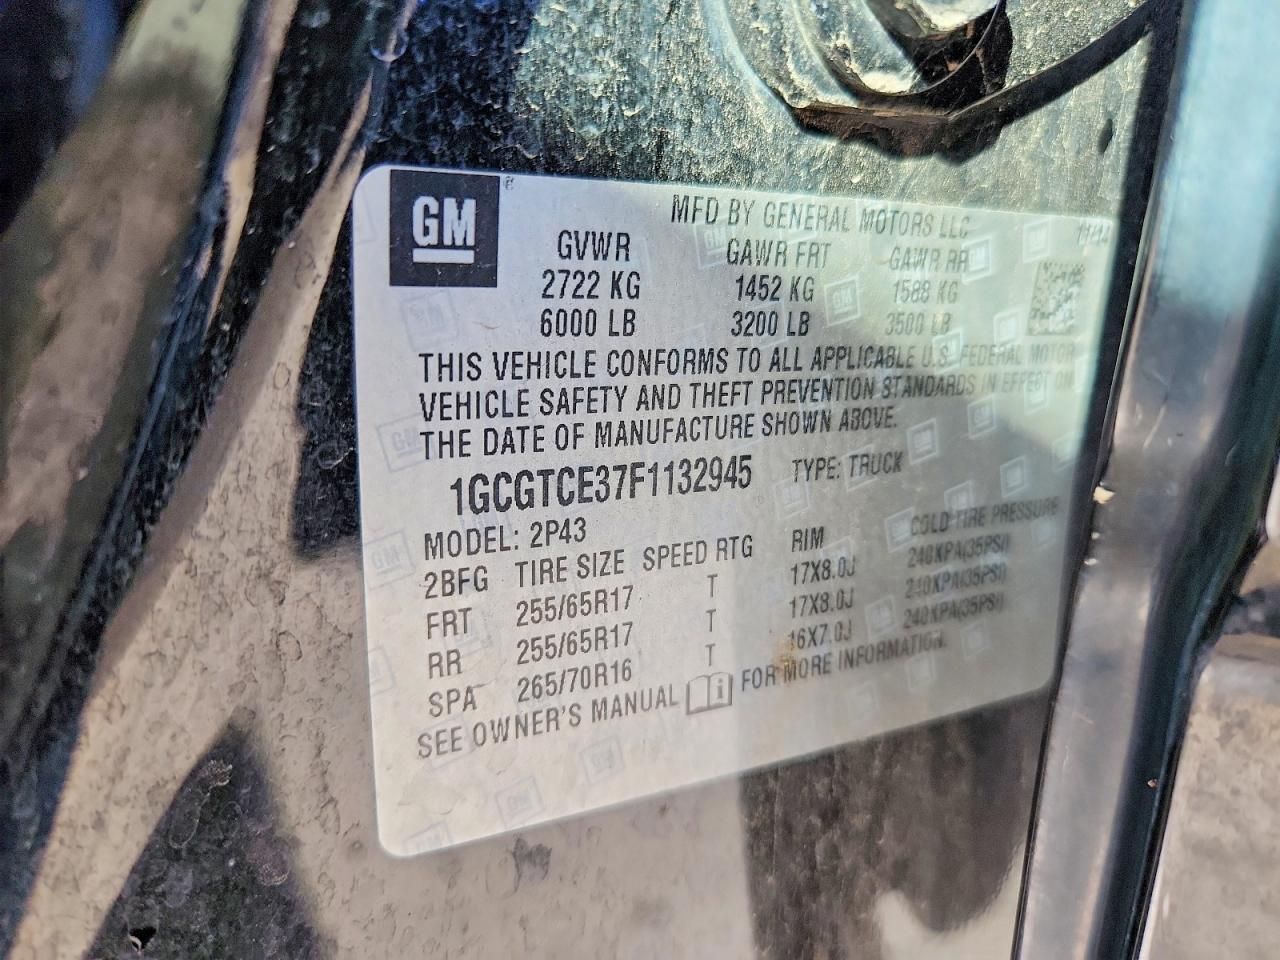 GM
MFD BY GENERAL MOTORS LLC 11/14
GVWR GAWR FRT GAWR RR
2722 KG 1452 KG 1588 KG
6000 LB 3200 LB 3500 LB
THIS VEHICLE CONFORMS TO ALL APPLICABLE U.S. FEDERAL MOTOR
VEHICLE SAFETY AND THEFT PREVENTION STANDARDS IN EFFECT ON
THE DATE OF MANUFACTURE SHOWN ABOVE.
1GCGTCE37F1132945 TYPE: TRUCK
MODEL: 2P43
2BFG TIRE SIZE SPEED RTG RIM COLD TIRE PRESSURE
FRT 255/65R17 T 17X8.0J 240KPA(35PSI)
RR 255/65R17 T 17X8.0J 240KPA(35PSI)
SPA 265/70R16 T 16X7.0J 240KPA(35PSI)
SEE OWNER'S MANUAL FOR MORE INFORMATION.